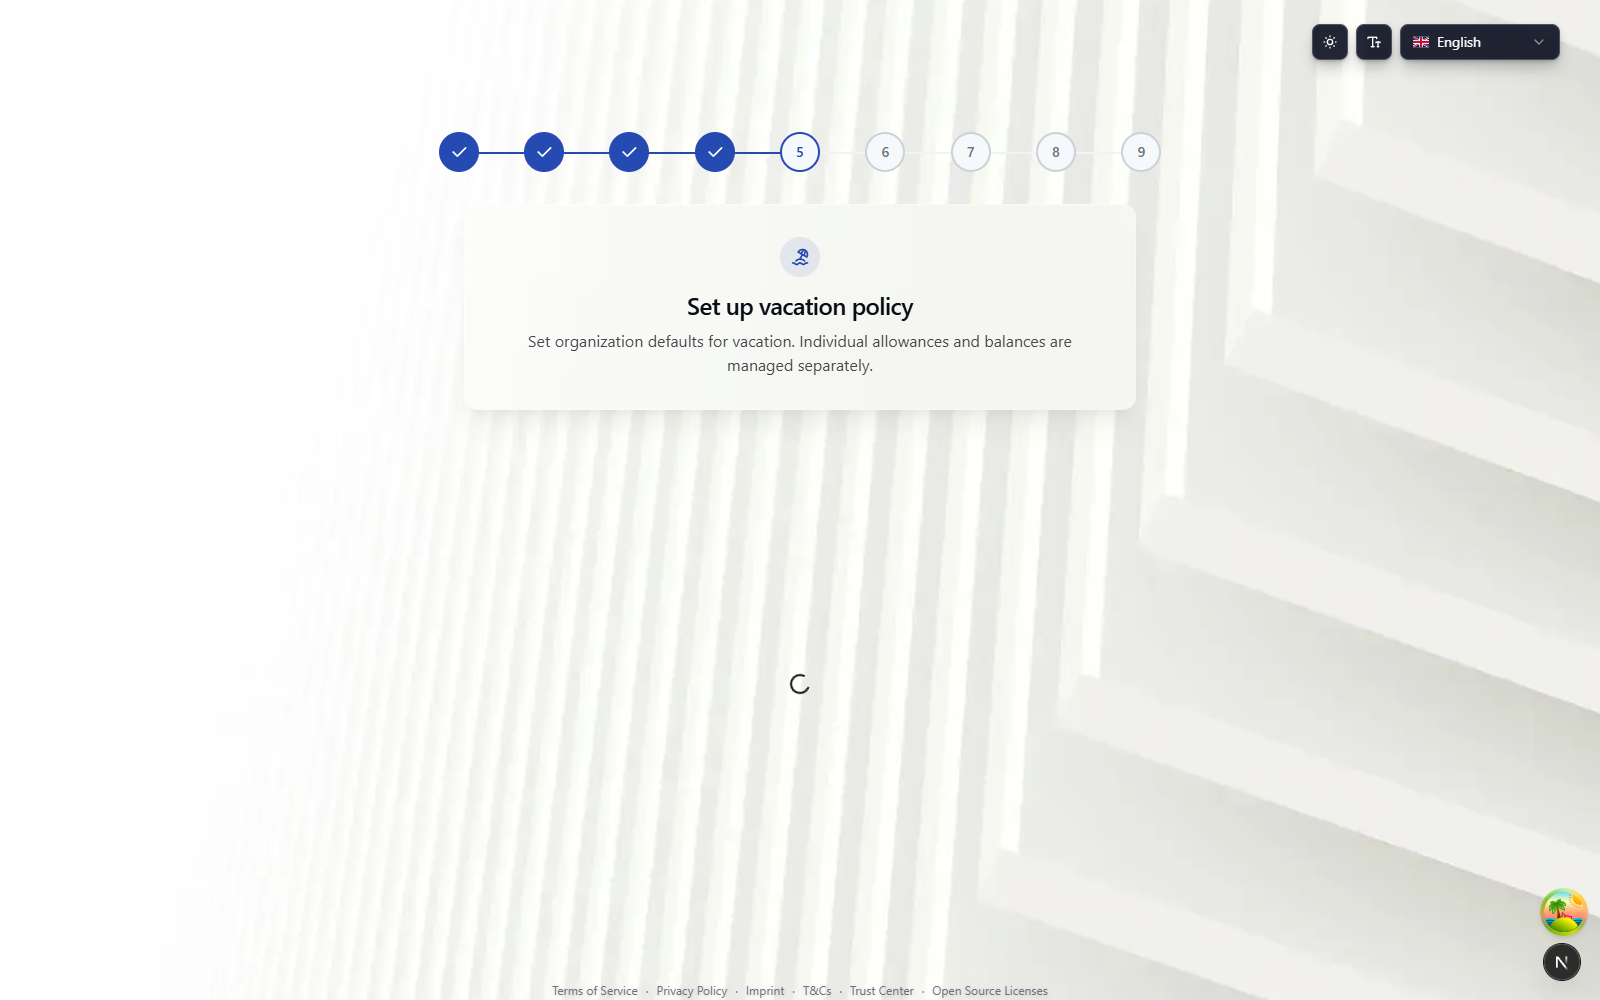 English
5
6
7
8
9
Set up vacation policy
Set organization defaults for vacation. Individual allowances and balances are
managed separately.
Terms of Service · Privacy Policy · Imprint · T&Cs · Trust Center · Open Source Licenses
N